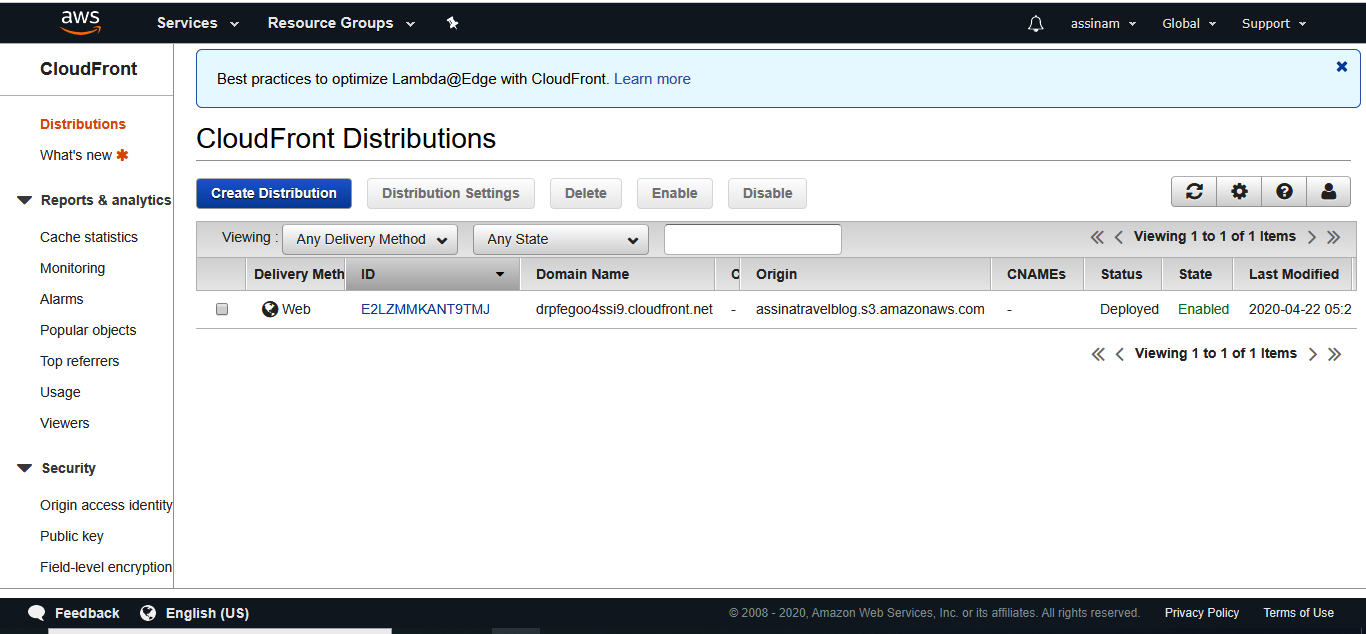 aws Services Resource Groups assinam Global Support
CloudFront
Distributions
What's new
Reports & analytics
Cache statistics
Monitoring
Alarms
Popular objects
Top referrers
Usage
Viewers
Security
Origin access identity
Public key
Field-level encryption
Best practices to optimize Lambda@Edge with CloudFront. Learn more
CloudFront Distributions
Create Distribution Distribution Settings Delete Enable Disable
Viewing : Any Delivery Method Any State Viewing 1 to 1 of 1 Items
Delivery Meth ID Domain Name C Origin CNAMEs Status State Last Modified
Web E2LZMMKANT9TMJ drpfegoo4ssi9.cloudfront.net - assinatravelblog.s3.amazonaws.com - Deployed Enabled 2020-04-22 05:2
Viewing 1 to 1 of 1 Items
Feedback English (US) © 2008 - 2020, Amazon Web Services, Inc. or its affiliates. All rights reserved. Privacy Policy Terms of Use